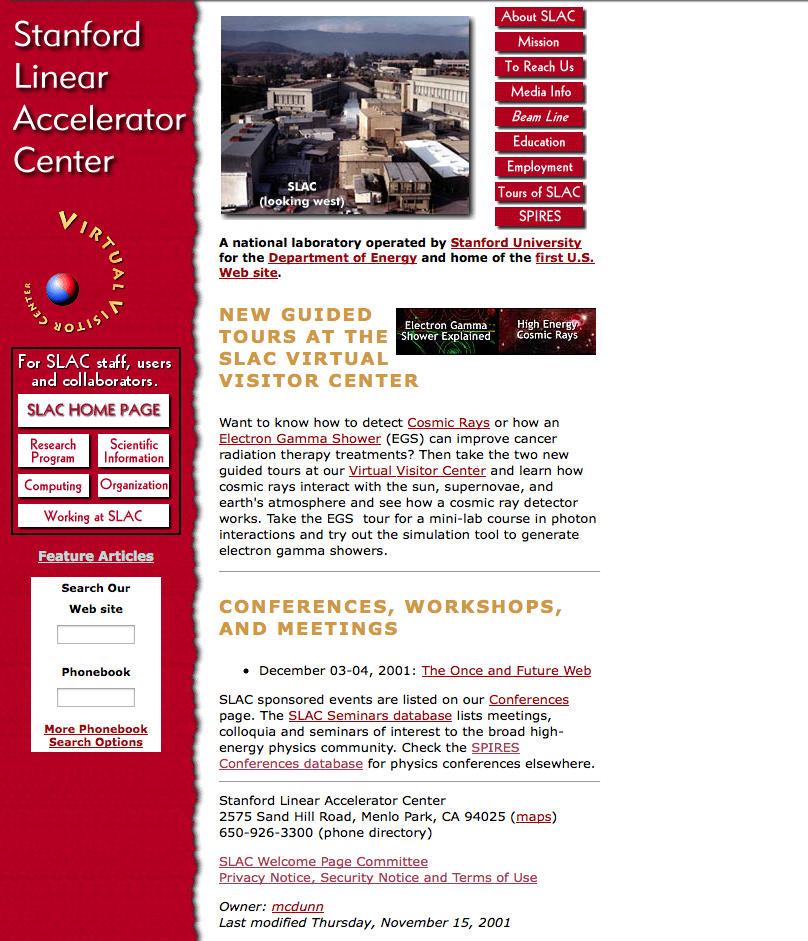 Stanford
Linear
Accelerator
Center
VIRTUAL VISITOR CENTER
For SLAC staff, users
and collaborators.
SLAC HOME PAGE
Research
Program
Scientific
Information
Computing
Organization
Working at SLAC
Feature Articles
Search Our
Web site
Phonebook
More Phonebook
Search Options
SLAC
(looking west)
About SLAC
Mission
To Reach Us
Media Info
Beam Line
Education
Employment
Tours of SLAC
SPIRES
A national laboratory operated by Stanford University
for the Department of Energy and home of the first U.S.
Web site.
NEW GUIDED
TOURS AT THE
SLAC VIRTUAL
VISITOR CENTER
Electron Gamma
Shower Explained
High Energy
Cosmic Rays
Want to know how to detect Cosmic Rays or how an
Electron Gamma Shower (EGS) can improve cancer
radiation therapy treatments? Then take the two new
guided tours at our Virtual Visitor Center and learn how
cosmic rays interact with the sun, supernovae, and
earth's atmosphere and see how a cosmic ray detector
works. Take the EGS tour for a mini-lab course in photon
interactions and try out the simulation tool to generate
electron gamma showers.
CONFERENCES, WORKSHOPS,
AND MEETINGS
• December 03-04, 2001: The Once and Future Web
SLAC sponsored events are listed on our Conferences
page. The SLAC Seminars database lists meetings,
colloquia and seminars of interest to the broad high-
energy physics community. Check the SPIRES
Conferences database for physics conferences elsewhere.
Stanford Linear Accelerator Center
2575 Sand Hill Road, Menlo Park, CA 94025 (maps)
650-926-3300 (phone directory)
SLAC Welcome Page Committee
Privacy Notice, Security Notice and Terms of Use
Owner: mcdunn
Last modified Thursday, November 15, 2001